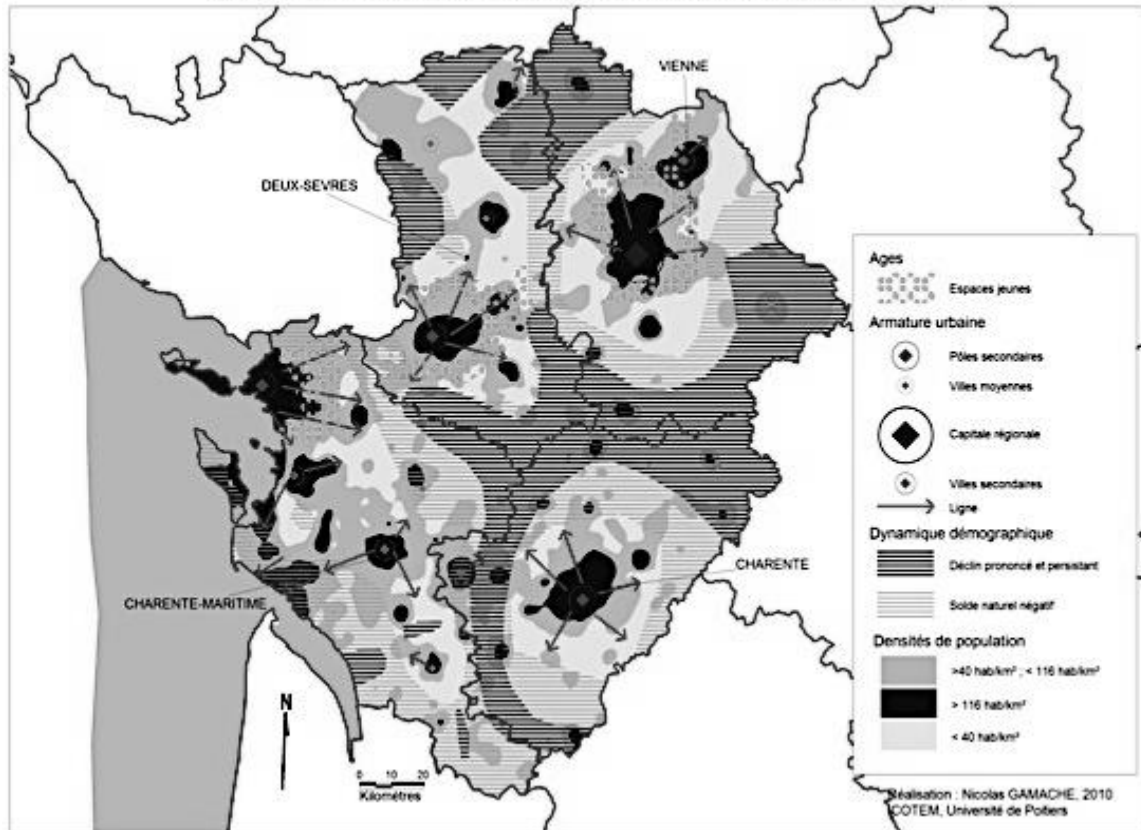 VIENNE
DEUX-SEVRES
CHARENTE
CHARENTE-MARITIME
N
0 10 20
Kilomètres
Ages
Espaces jeunes
Armature urbaine
Pôles secondaires
Villes moyennes
Capitale régionale
Villes secondaires
Ligne
Dynamique démographique
Déclin prononcé et persistant
Solde naturel négatif
Densités de population
>40 hab/km² ; < 116 hab/km²
> 116 hab/km²
< 40 hab/km²
Réalisation : Nicolas GAMACHE, 2010
ICOTEM, Université de Poitiers